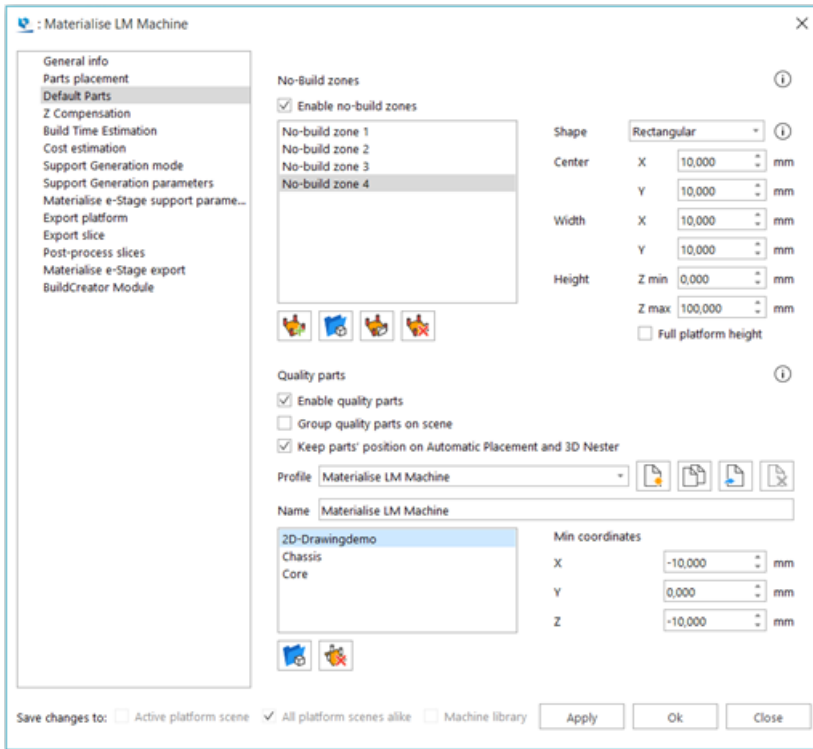 : Materialise LM Machine
General info
Parts placement
Default Parts
Z Compensation
Build Time Estimation
Cost estimation
Support Generation mode
Support Generation parameters
Materialise e-Stage support parame...
Export platform
Export slice
Post-process slices
Materialise e-Stage export
BuildCreator Module
No-Build zones
Enable no-build zones
No-build zone 1
No-build zone 2
No-build zone 3
No-build zone 4
Shape Rectangular
Center X 10,000 mm
Y 10,000 mm
Width X 10,000 mm
Y 10,000 mm
Height Z min 0,000 mm
Z max 100,000 mm
Full platform height
Quality parts
Enable quality parts
Group quality parts on scene
Keep parts' position on Automatic Placement and 3D Nester
Profile Materialise LM Machine
Name Materialise LM Machine
2D-Drawingdemo
Chassis
Core
Min coordinates
X -10,000 mm
Y 0,000 mm
Z -10,000 mm
Save changes to: Active platform scene All platform scenes alike Machine library Apply Ok Close